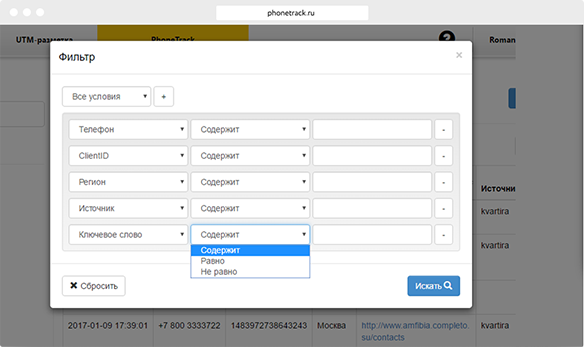 phonetrack.ru
UTM-разметка PhoneTrack ? Roman
Фильтр ×
Все условия +
Телефон Содержит -
ClientID Содержит -
Регион Содержит -
Источник Содержит -
Источни
kvartira
kvartira
Ключевое слово Содержит -
Содержит
Равно
Не равно
✖ Сбросить Искать
2017-01-09 17:39:01 +7 800 3333722 1483972738643243 Москва http://www.amfibia.completo. kvartira
su/contacts